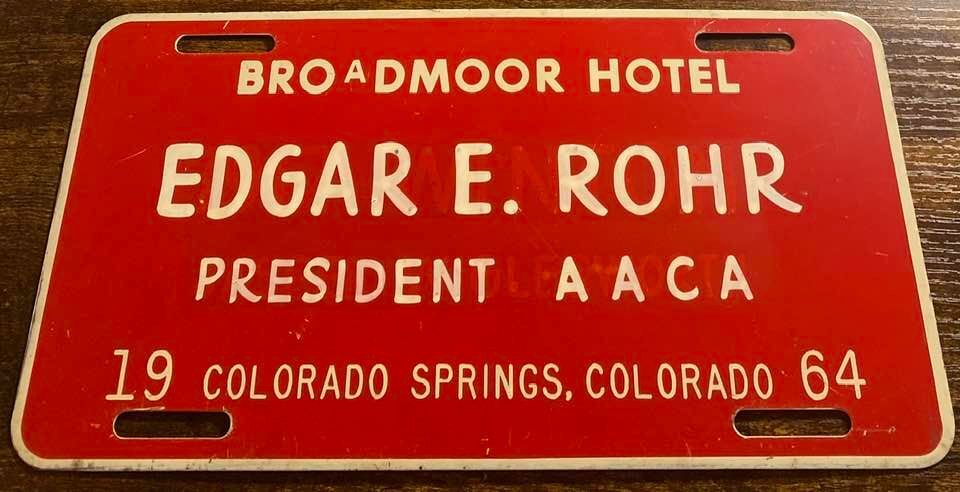 BROADMOOR HOTEL
EDGAR E. ROHR
PRESIDENT AACA
19 COLORADO SPRINGS, COLORADO 64